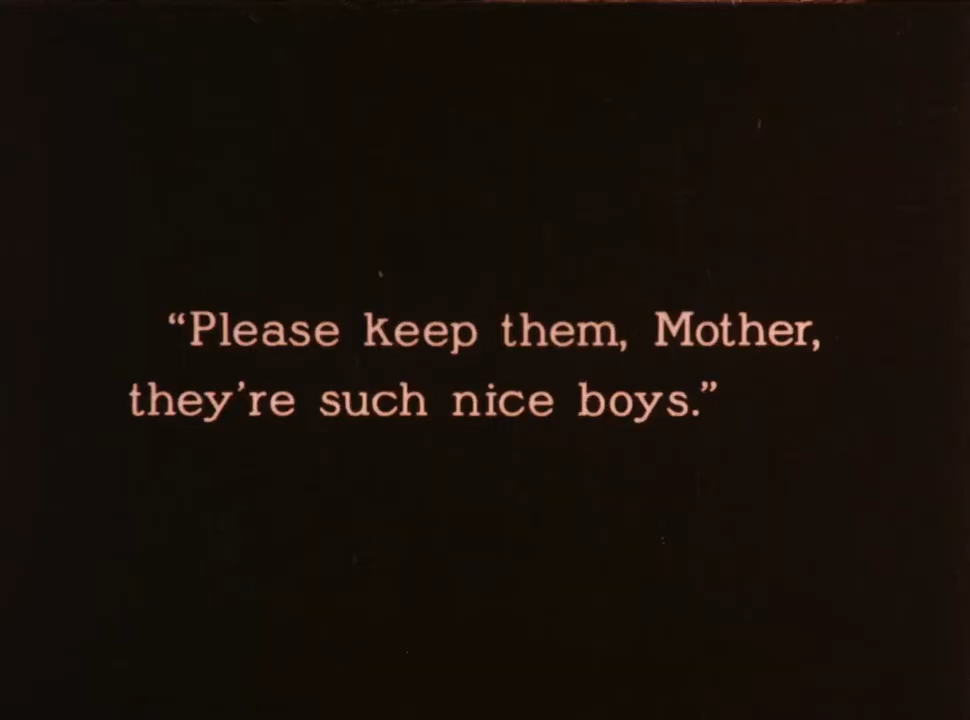 “Please keep them, Mother,
they're such nice boys.”